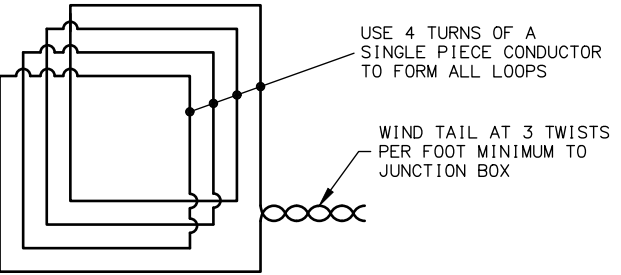 USE 4 TURNS OF A
SINGLE PIECE CONDUCTOR
TO FORM ALL LOOPS
WIND TAIL AT 3 TWISTS
PER FOOT MINIMUM TO
JUNCTION BOX